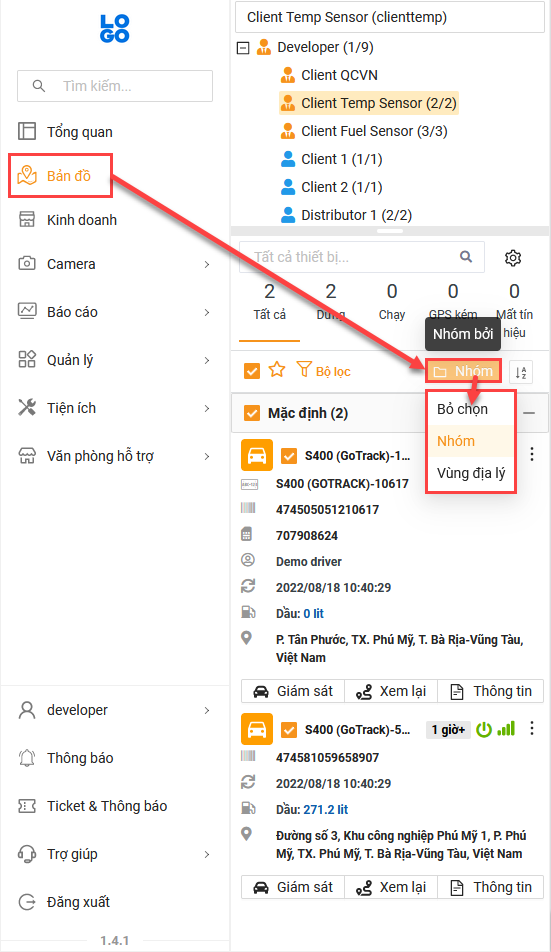 LO
GO
Tìm kiếm...
Tổng quan
Bản đồ
Kinh doanh
Camera
Báo cáo
Quản lý
Tiện ích
Văn phòng hỗ trợ
developer
Thông báo
Ticket & Thông báo
Trợ giúp
Đăng xuất
1.4.1
Client Temp Sensor (clienttemp)
Developer (1/9)
Client QCVN
Client Temp Sensor (2/2)
Client Fuel Sensor (3/3)
Client 1 (1/1)
Client 2 (1/1)
Distributor 1 (2/2)
Tất cả thiết bị...
2 2 0 0 0
Tất cả Dừng Chạy GPS kém Mất tín
hiệu
Nhóm bởi
Bộ lọc
Nhóm
Bỏ chọn
Nhóm
Vùng địa lý
Mặc định (2)
S400 (GoTrack)-1...
S400 (GOTRACK)-10617
474505051210617
707908624
Demo driver
2022/08/18 10:40:29
Dầu: 0 lít
P. Tân Phước, TX. Phú Mỹ, T. Bà Rịa-Vũng Tàu,
Việt Nam
Giám sát Xem lại Thông tin
S400 (GoTrack)-5... 1 giờ+
474581059658907
2022/08/18 10:40:29
Dầu: 271.2 lít
Đường số 3, Khu công nghiệp Phú Mỹ 1, P. Phú
Mỹ, TX. Phú Mỹ, T. Bà Rịa-Vũng Tàu, Việt Nam
Giám sát Xem lại Thông tin